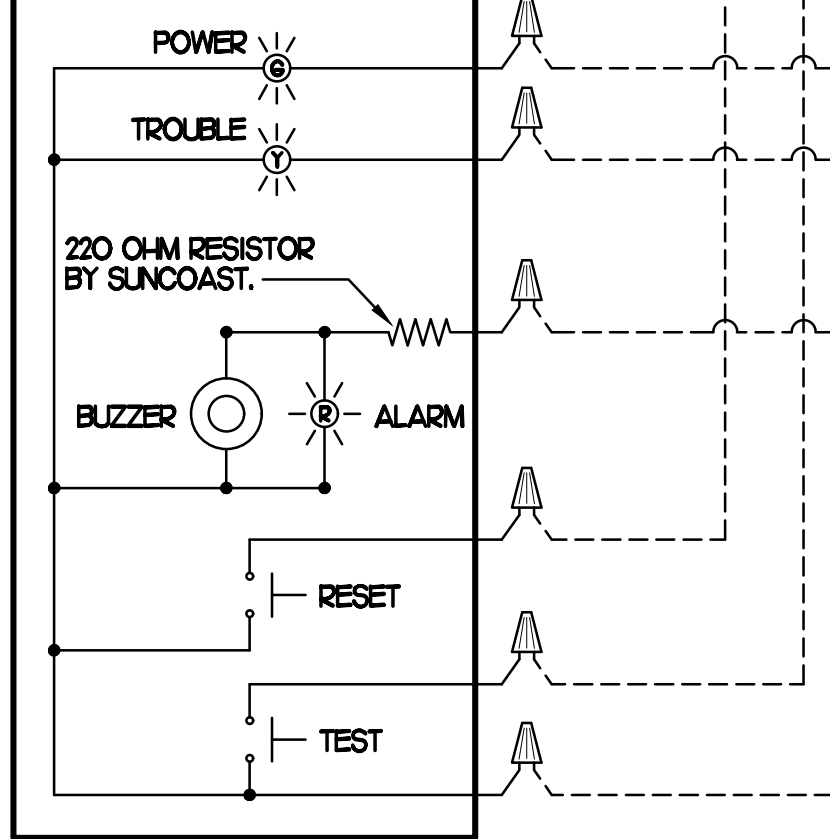 POWER
G
TROUBLE
Y
220 OHM RESISTOR
BY SUNCOAST.
BUZZER
R
ALARM
RESET
TEST